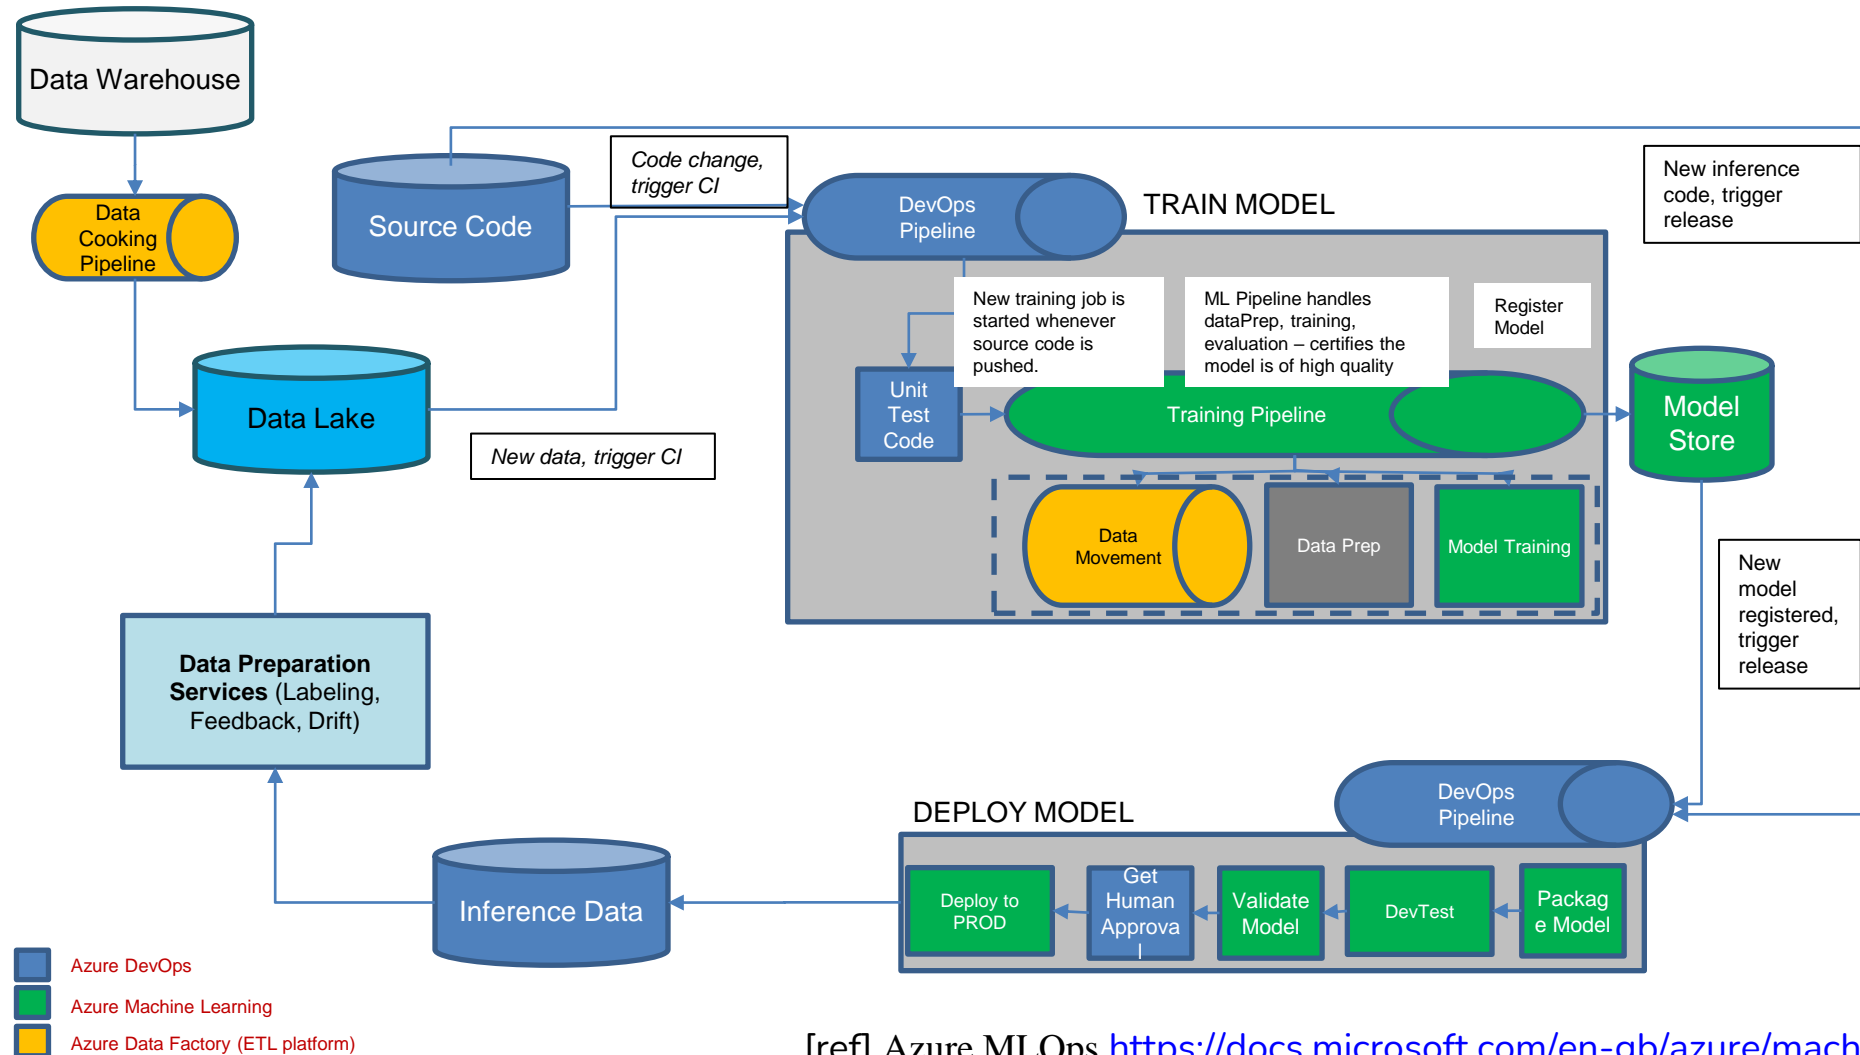 Data Warehouse
Data
Cooking
Pipeline
Source Code
Code change,
trigger CI
DevOps
Pipeline
TRAIN MODEL
New inference
code, trigger
release
New training job is
started whenever
source code is
pushed.
ML Pipeline handles
dataPrep, training,
evaluation – certifies the
model is of high quality
Register
Model
Unit
Test
Code
Training Pipeline
Model
Store
Data Lake
New data, trigger CI
Data
Movement
Data Prep
Model Training
New
model
registered,
trigger
release
Data Preparation
Services (Labeling,
Feedback, Drift)
DevOps
Pipeline
DEPLOY MODEL
Inference Data
Deploy to
PROD
Get
Human
Approva
l
Validate
Model
DevTest
Packag
e Model
Azure DevOps
Azure Machine Learning
Azure Data Factory (ETL platform)
[ref] Azure MLOps https://docs.microsoft.com/en-gb/azure/mach